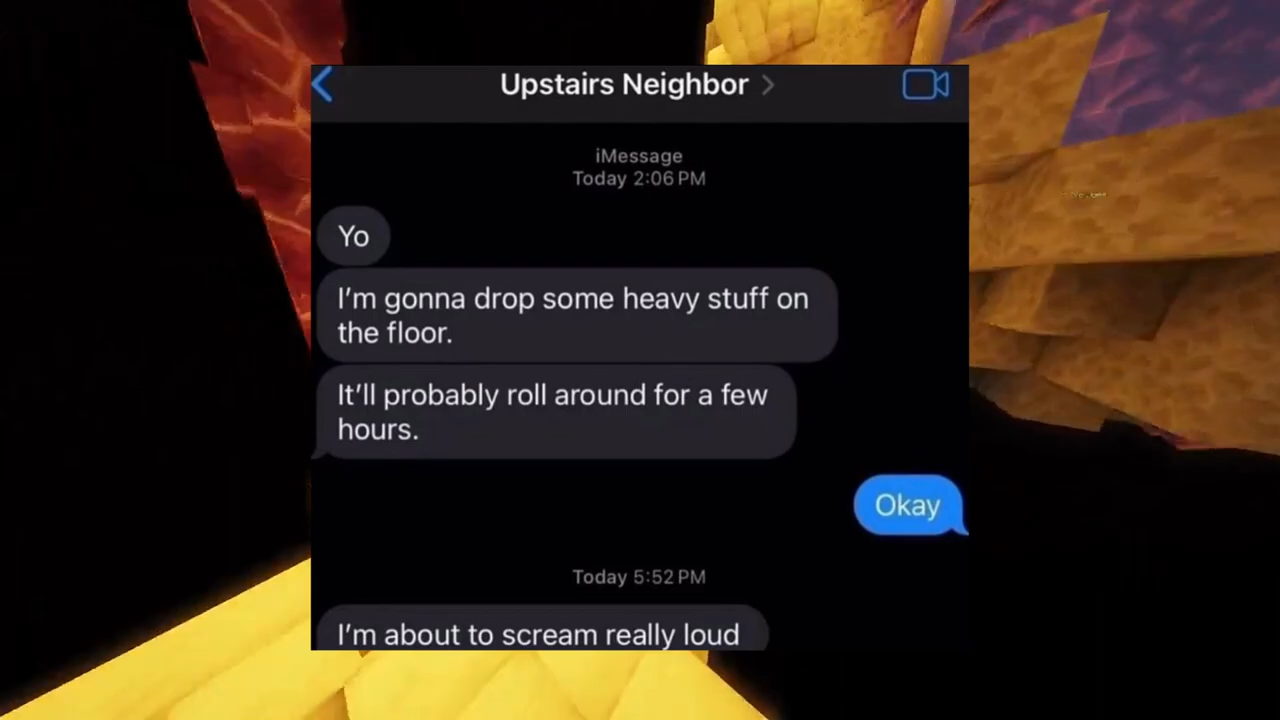 Upstairs Neighbor
iMessage
Today 2:06 PM
Yo
I’m gonna drop some heavy stuff on
the floor.
It’ll probably roll around for a few
hours.
Okay
Today 5:52 PM
I’m about to scream really loud